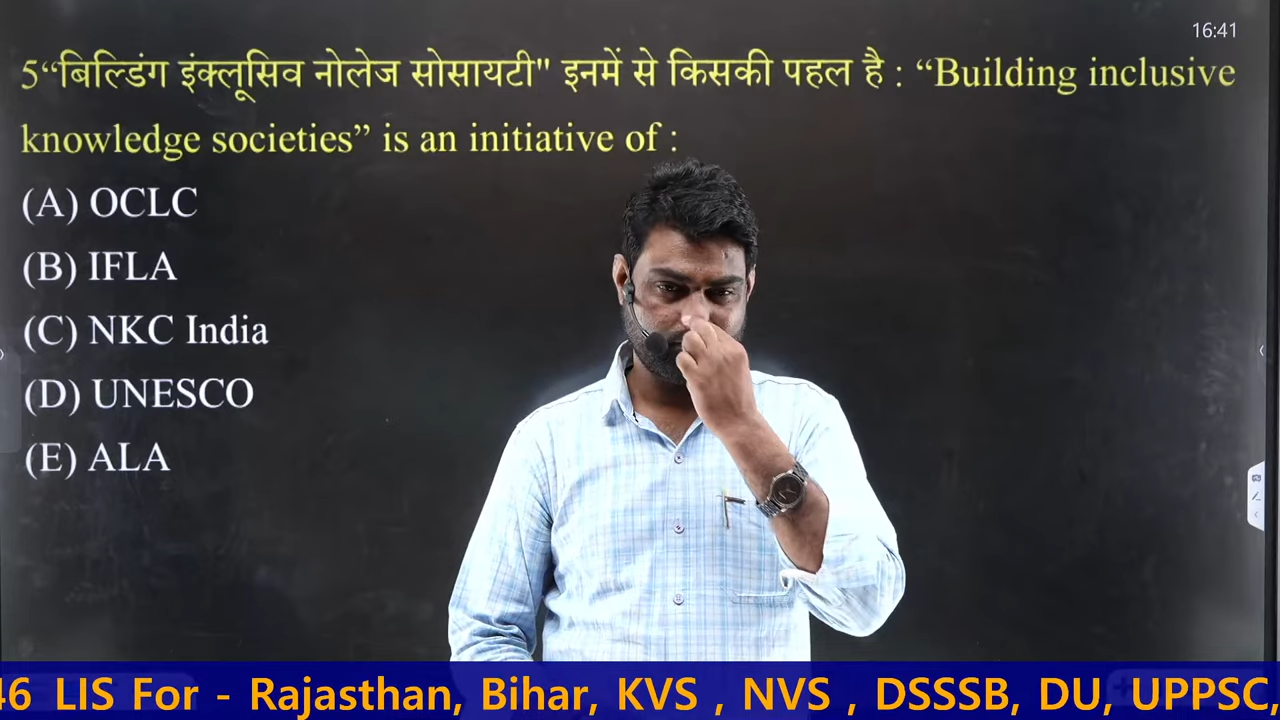 16:41
5“बिल्डिंग इंक्लूसिव नोलेज सोसायटी" इनमें से किसकी पहल है : “Building inclusive
knowledge societies” is an initiative of :
(A) OCLC
(B) IFLA
(C) NKC India
(D) UNESCO
(E) ALA
46 LIS For - Rajasthan, Bihar, KVS , NVS , DSSSB, DU, UPPSC,